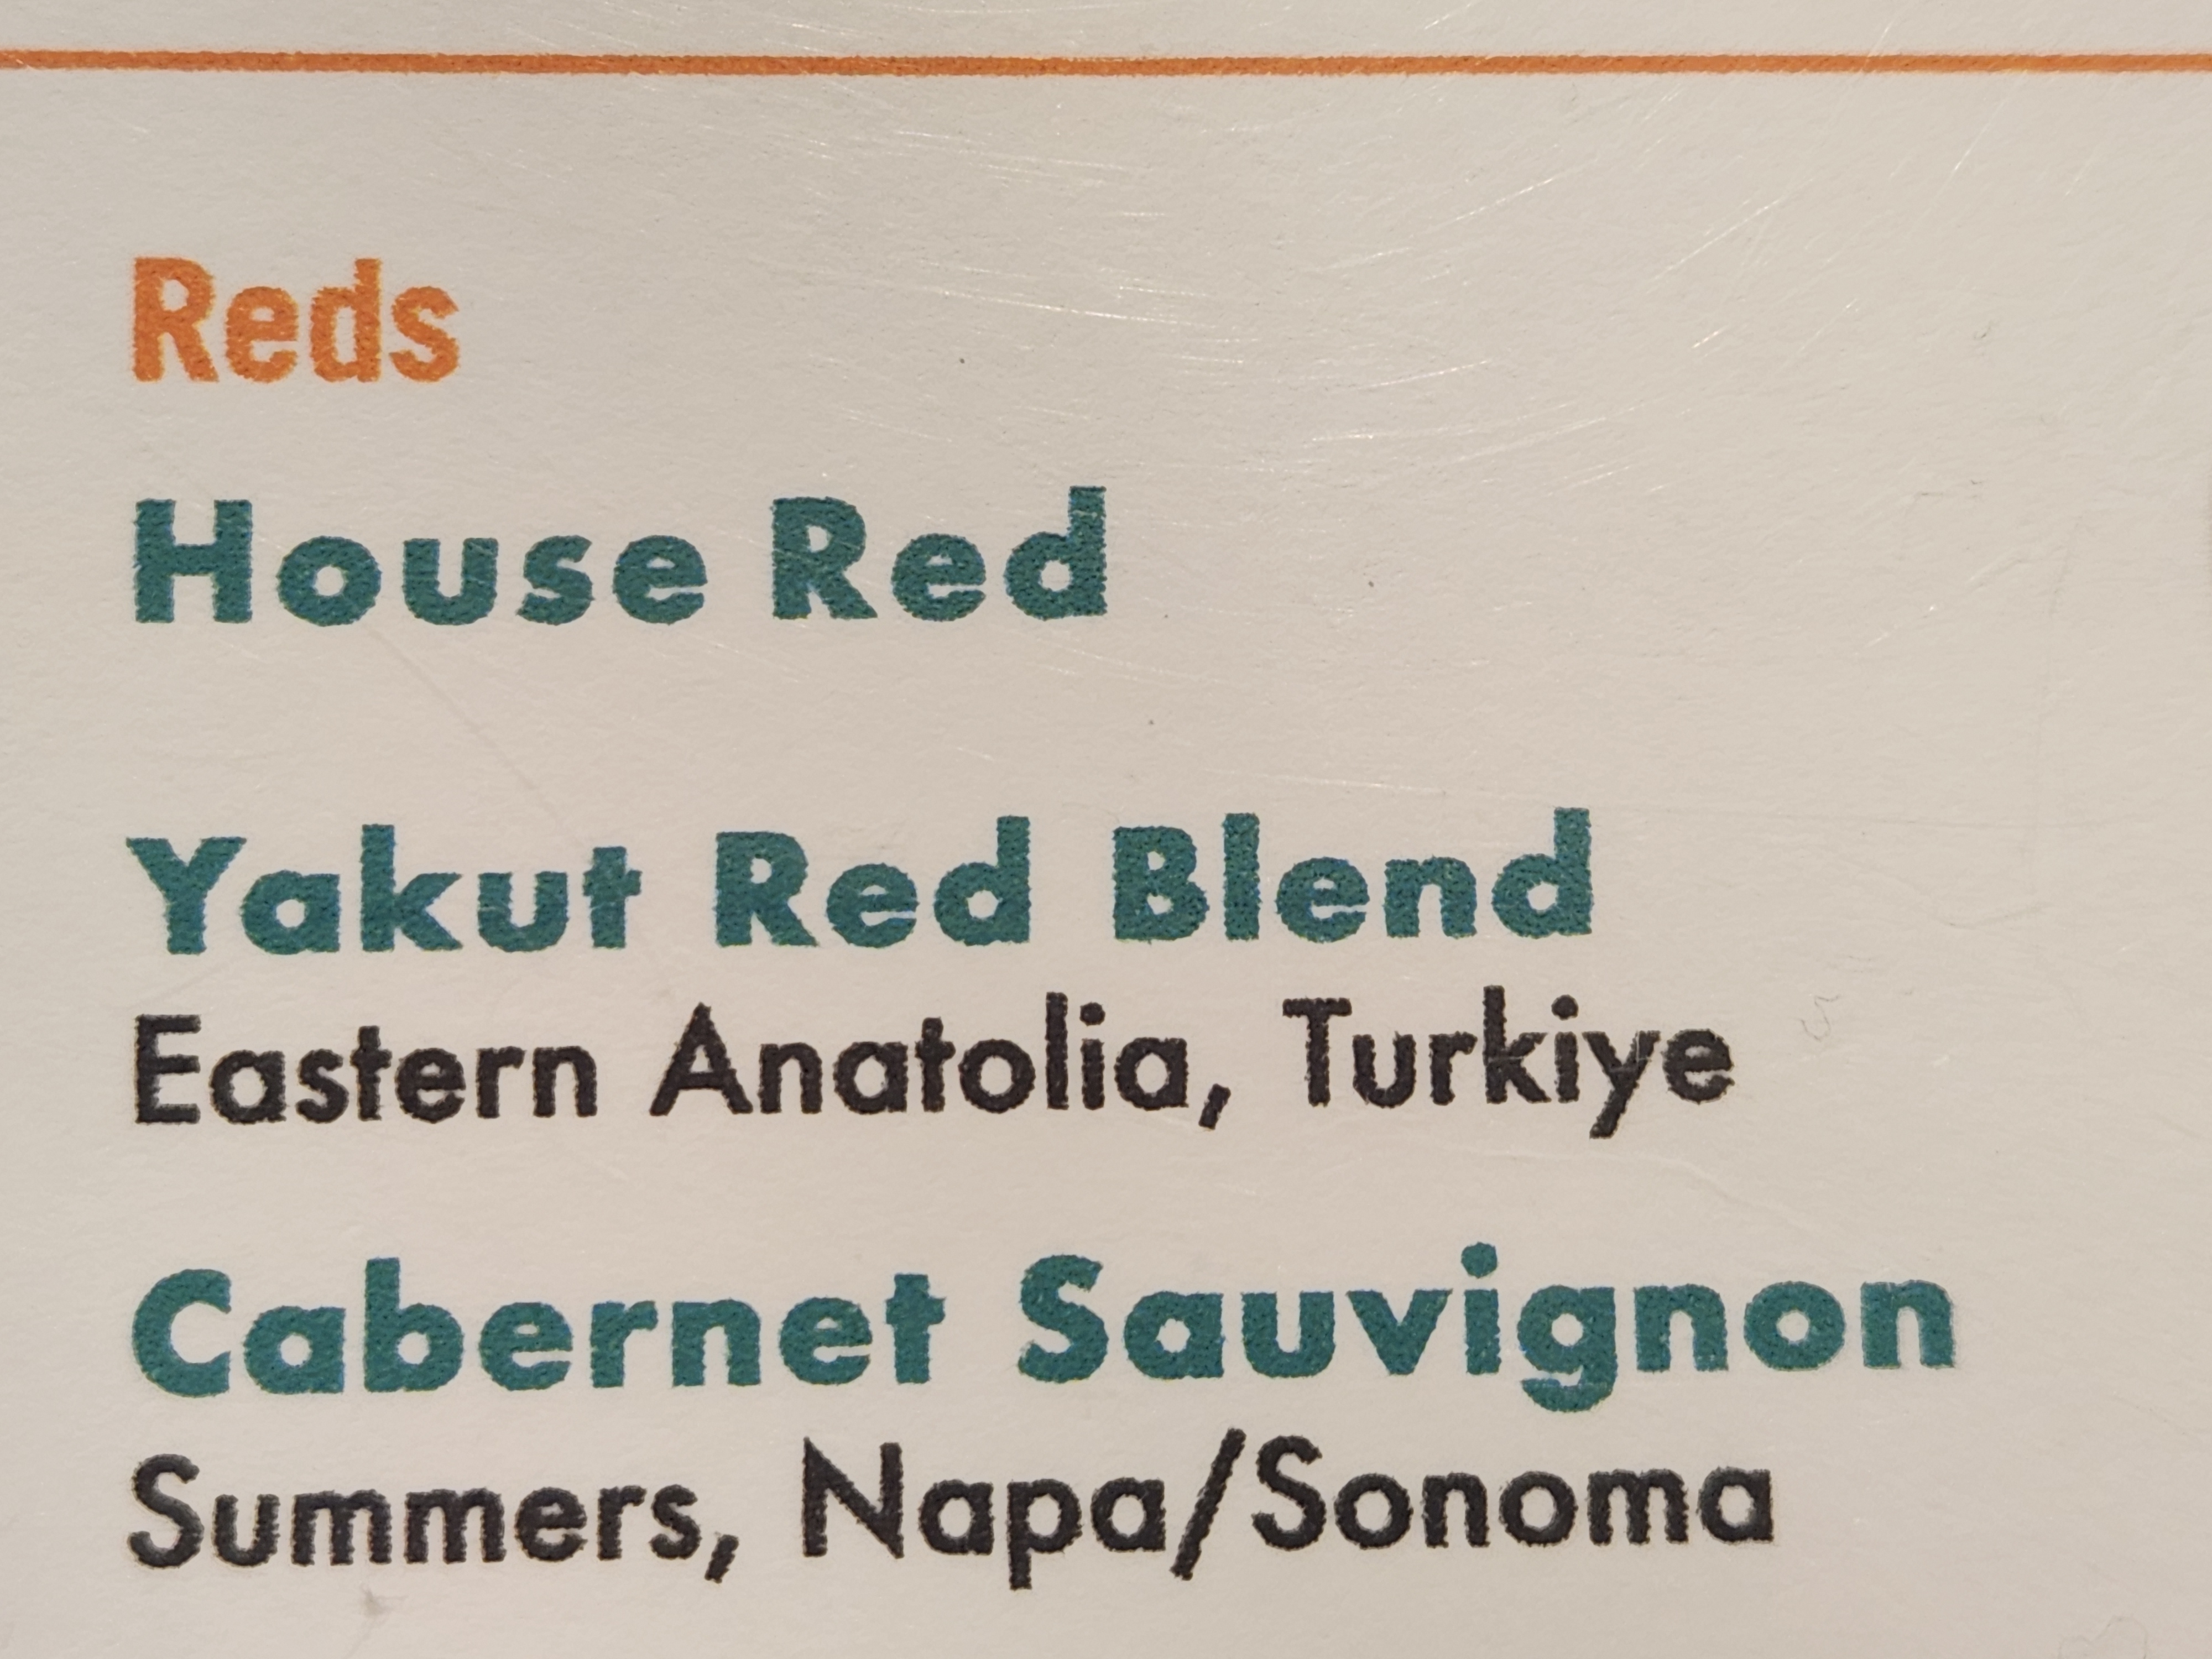 Reds
House Red
Yakut Red Blend
Eastern Anatolia, Turkiye
Cabernet Sauvignon
Summers, Napa/Sonoma